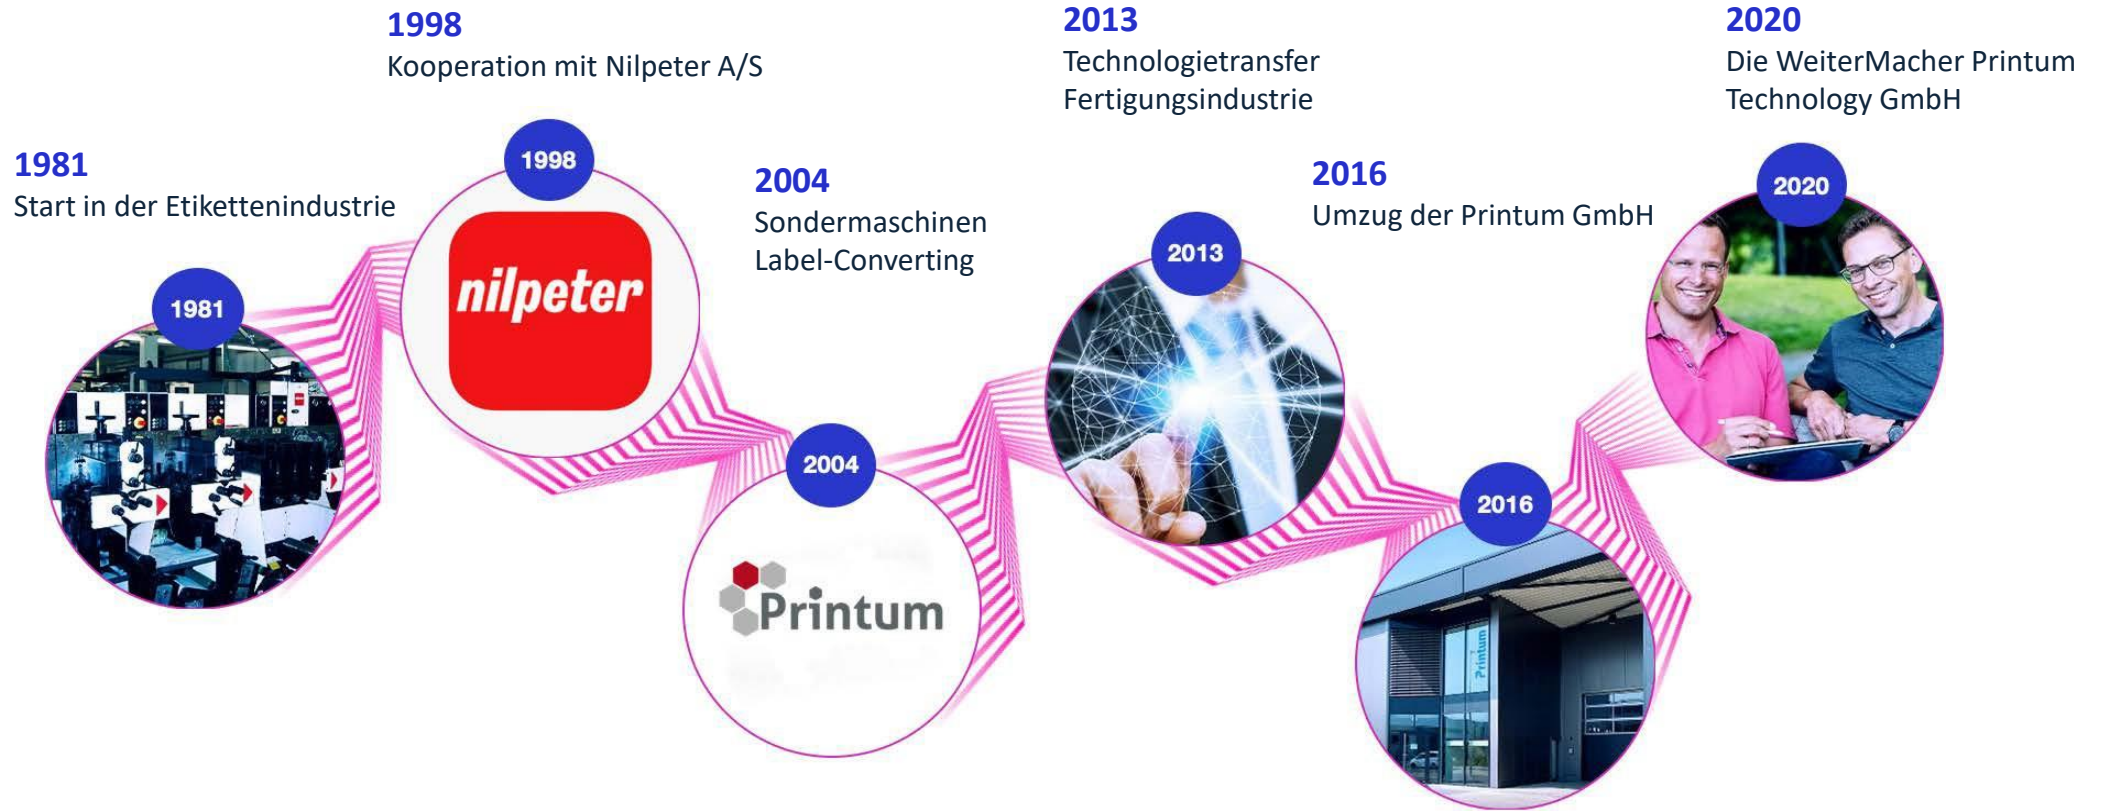 1981
Start in der Etikettenindustrie
1981
1998
Kooperation mit Nilpeter A/S
1998
nilpeter
2004
Sondermaschinen
Label-Converting
2004
Printum
2013
Technologietransfer
Fertigungsindustrie
2013
2016
Umzug der Printum GmbH
2016
Printum
2020
Die WeiterMacher Printum
Technology GmbH
2020